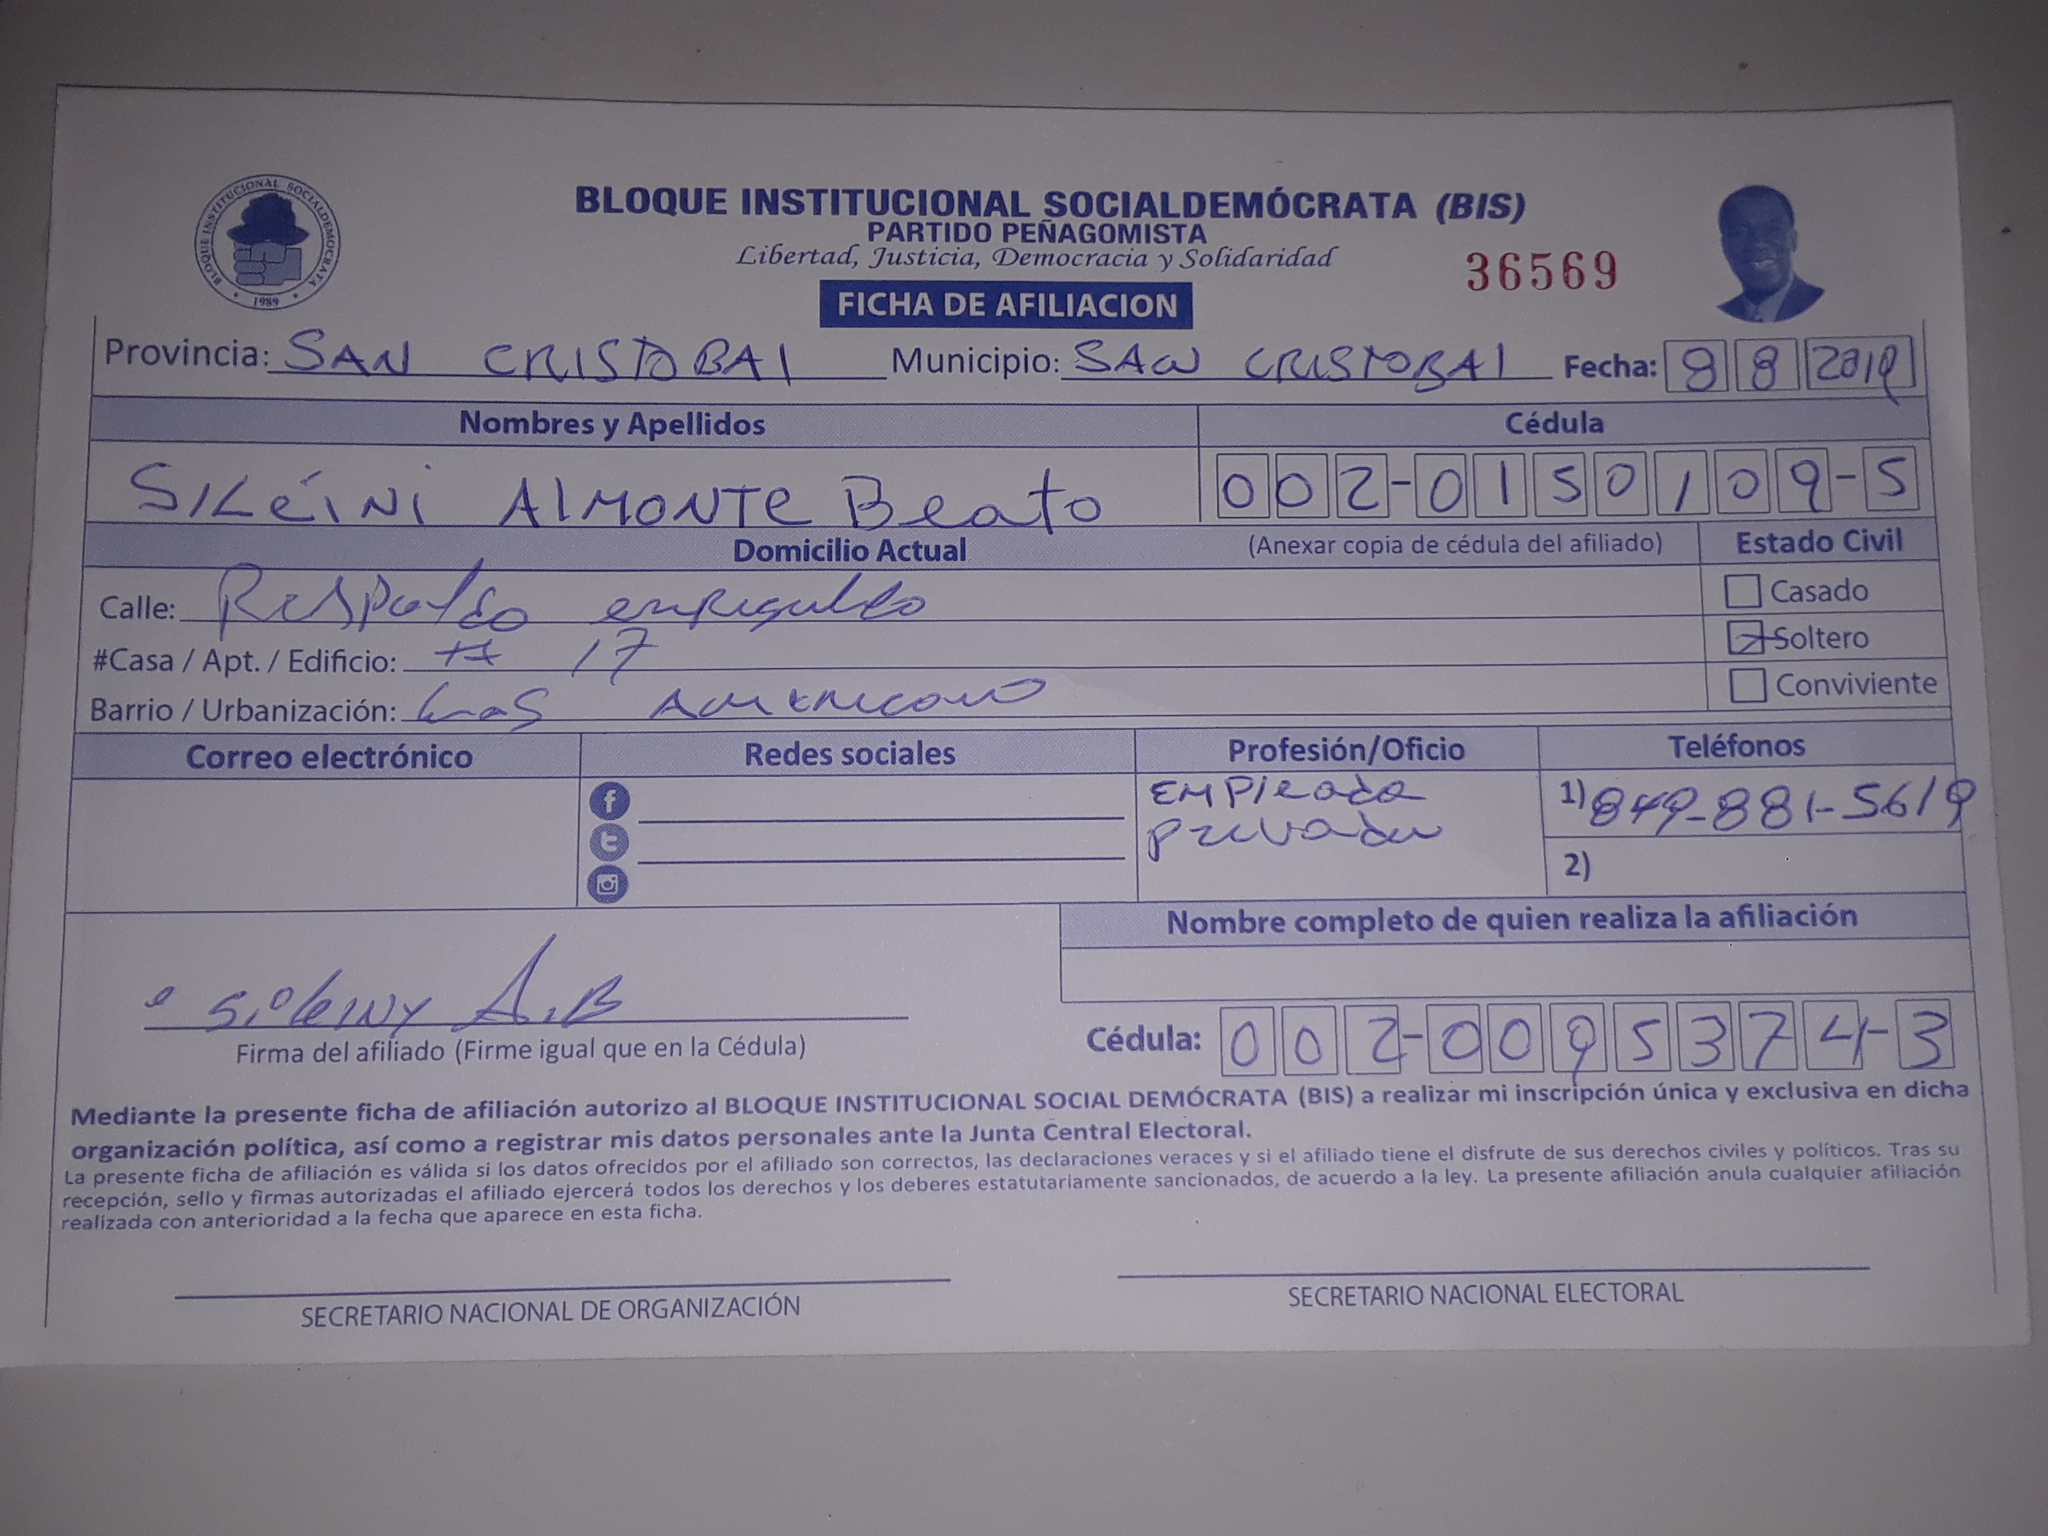 BLOQUE INSTITUCIONAL SOCIALDEMOCRATA
1989
BLOQUE INSTITUCIONAL SOCIALDEMÓCRATA (BIS)
PARTIDO PEÑAGOMISTA
Libertad, Justicia, Democracia y Solidaridad
36569
FICHA DE AFILIACION
Provincia: SAN CRISTOBAl Municipio: SAN CRISTOBAl Fecha: 8 8 2019
Nombres y Apellidos Cédula
SILéiNi AlMONTe Beato 002-0150109-5
Domicilio Actual (Anexar copia de cédula del afiliado) Estado Civil
Calle: Respaldo enriquillo Casado
#Casa / Apt. / Edificio: # 17 Soltero
Barrio / Urbanización: Americano Conviviente
Correo electrónico Redes sociales Profesión/Oficio Teléfonos
EMPleada 1) 849-881-5619
privada
2)
Nombre completo de quien realiza la afiliación
Sileiny A.B
Firma del afiliado (Firme igual que en la Cédula) Cédula: 002-0095374-3
Mediante la presente ficha de afiliación autorizo al BLOQUE INSTITUCIONAL SOCIAL DEMÓCRATA (BIS) a realizar mi inscripción única y exclusiva en dicha
organización política, así como a registrar mis datos personales ante la Junta Central Electoral.
La presente ficha de afiliación es válida si los datos ofrecidos por el afiliado son correctos, las declaraciones veraces y si el afiliado tiene el disfrute de sus derechos civiles y políticos. Tras su
recepción, sello y firmas autorizadas el afiliado ejercerá todos los derechos y los deberes estatutariamente sancionados, de acuerdo a la ley. La presente afiliación anula cualquier afiliación
realizada con anterioridad a la fecha que aparece en esta ficha.
SECRETARIO NACIONAL DE ORGANIZACIÓN SECRETARIO NACIONAL ELECTORAL